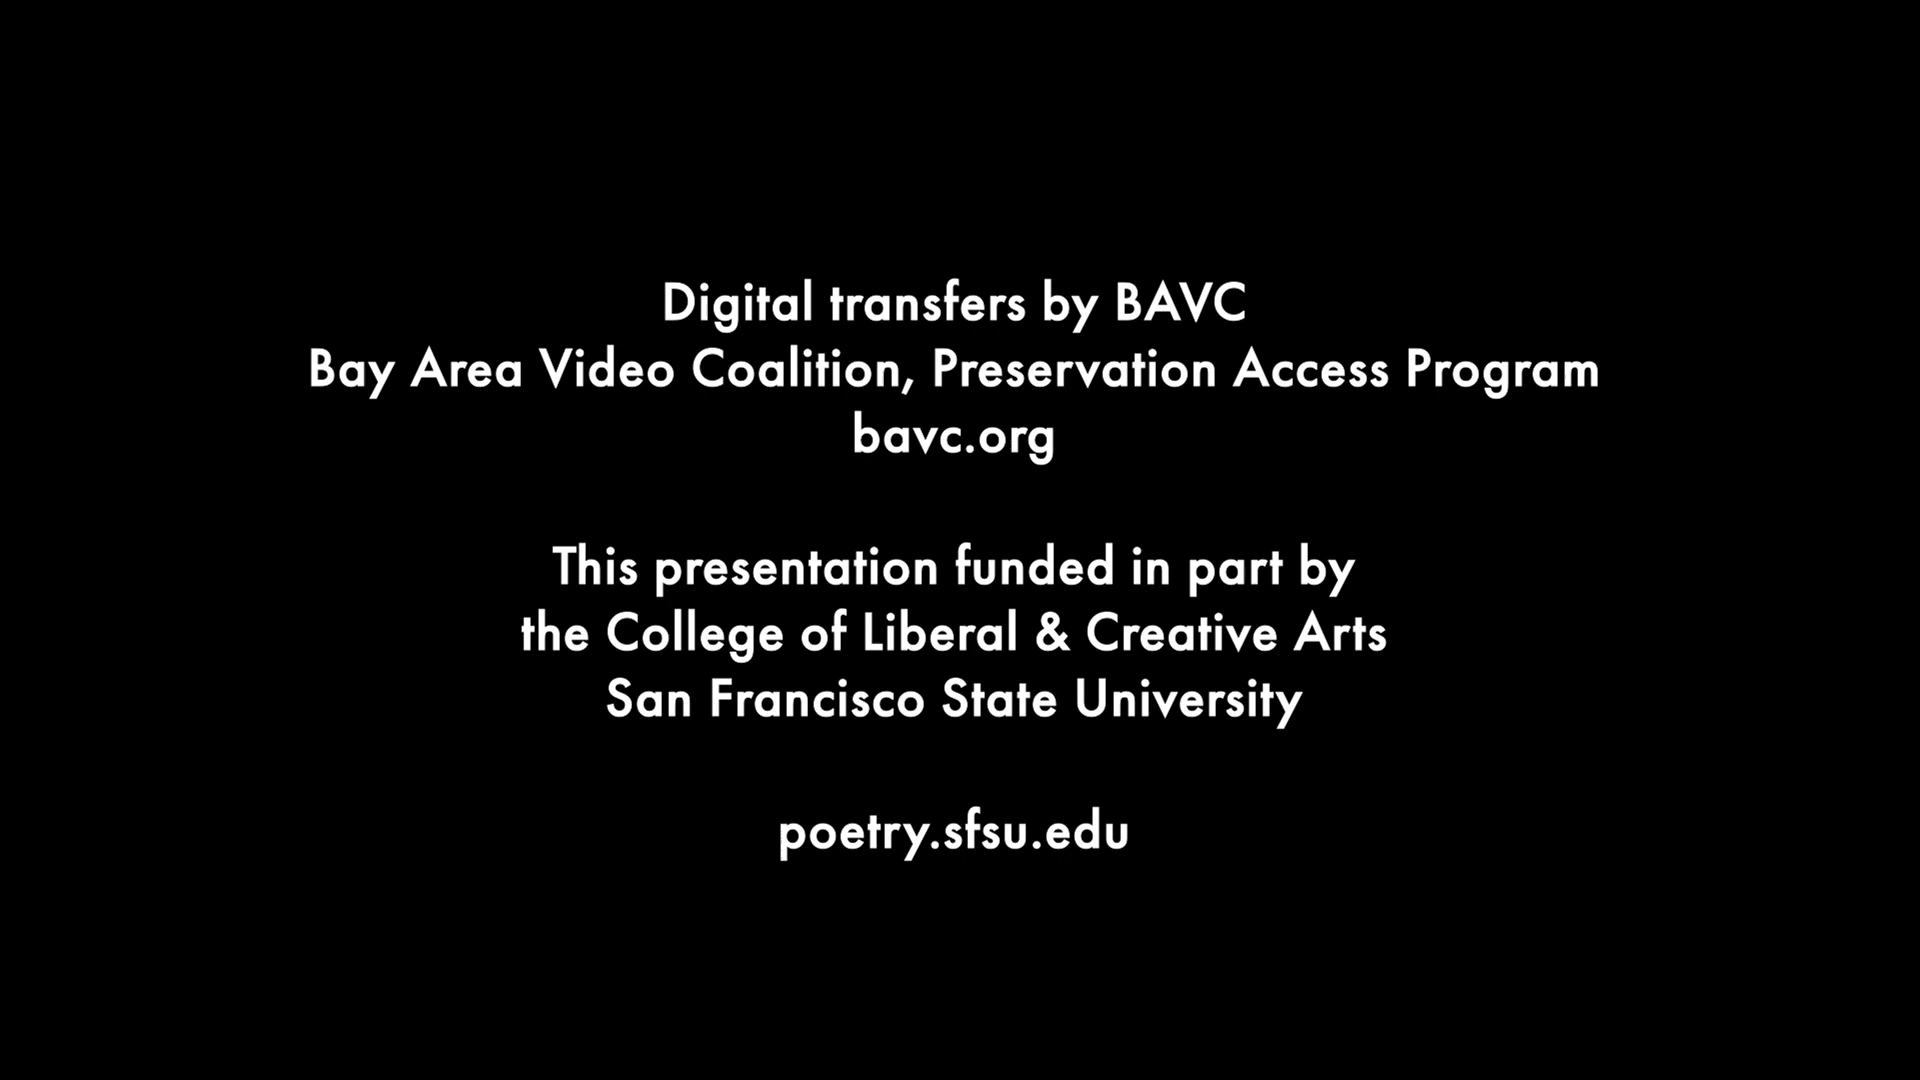 Digital transfers by BAVC
Bay Area Video Coalition, Preservation Access Program
bavc.org
This presentation funded in part by
the College of Liberal & Creative Arts
San Francisco State University
poetry.sfsu.edu